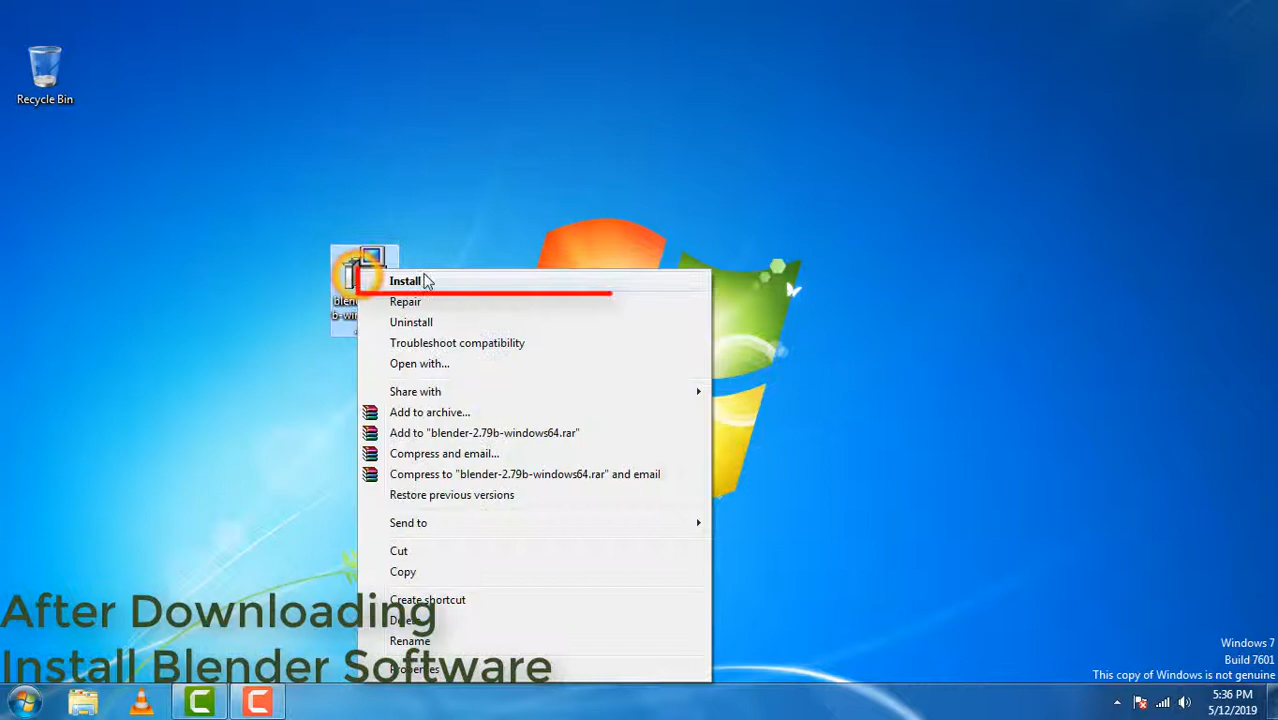 Recycle Bin
Install
Repair
Uninstall
Troubleshoot compatibility
Open with...
Share with
Add to archive...
Add to "blender-2.79b-windows64.rar"
Compress and email...
Compress to "blender-2.79b-windows64.rar" and email
Restore previous versions
Send to
Cut
Copy
Create shortcut
Delete
Rename
Properties
After Downloading
Install Blender Software
Windows 7
Build 7601
This copy of Windows is not genuine
5:36 PM
5/12/2019